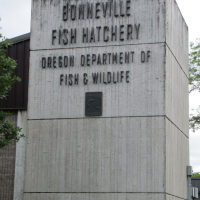 BONNEVILLE
FISH HATCHERY
OREGON DEPARTMENT OF
FISH & WILDLIFE